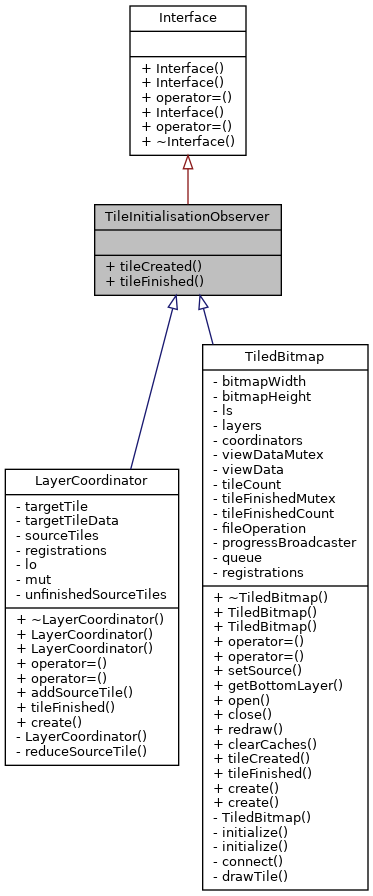 Interface
+ Interface()
+ Interface()
+ operator=()
+ Interface()
+ operator=()
+ ~Interface()
TileInitialisationObserver
+ tileCreated()
+ tileFinished()
LayerCoordinator
- targetTile
- targetTileData
- sourceTiles
- registrations
- lo
- mut
- unfinishedSourceTiles
+ ~LayerCoordinator()
+ LayerCoordinator()
+ LayerCoordinator()
+ operator=()
+ operator=()
+ addSourceTile()
+ tileFinished()
+ create()
- LayerCoordinator()
- reduceSourceTile()
TiledBitmap
- bitmapWidth
- bitmapHeight
- ls
- layers
- coordinators
- viewDataMutex
- viewData
- tileCount
- tileFinishedMutex
- tileFinishedCount
- fileOperation
- progressBroadcaster
- queue
- registrations
+ ~TiledBitmap()
+ TiledBitmap()
+ TiledBitmap()
+ operator=()
+ operator=()
+ setSource()
+ getBottomLayer()
+ open()
+ close()
+ redraw()
+ clearCaches()
+ tileCreated()
+ tileFinished()
+ create()
+ create()
- TiledBitmap()
- initialize()
- initialize()
- connect()
- drawTile()